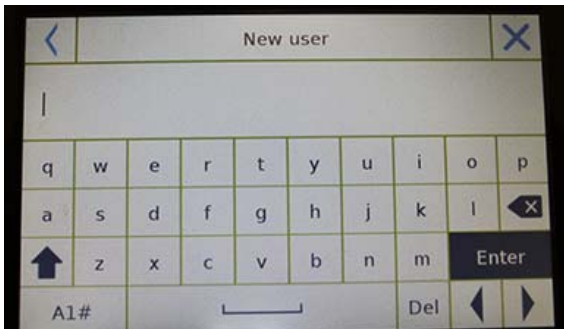 New user
q w e r t y u i o p
a s d f g h j k l
z x c v b n m Enter
A1# Del